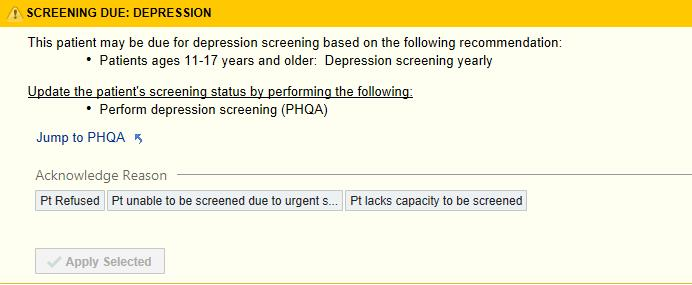 SCREENING DUE: DEPRESSION
This patient may be due for depression screening based on the following recommendation:
• Patients ages 11-17 years and older: Depression screening yearly
Update the patient's screening status by performing the following:
• Perform depression screening (PHQA)
Jump to PHQA
Acknowledge Reason
Pt Refused Pt unable to be screened due to urgent s... Pt lacks capacity to be screened
Apply Selected